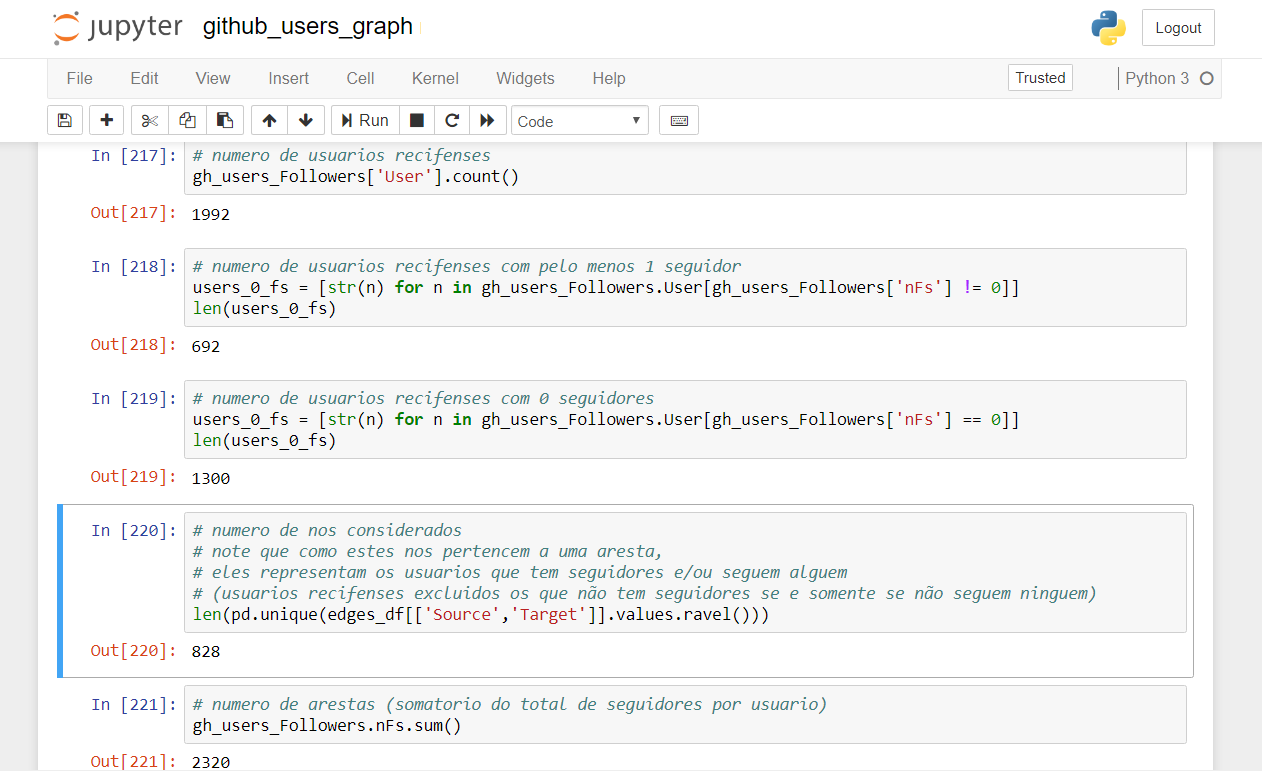 jupyter github_users_graph Logout
File Edit View Insert Cell Kernel Widgets Help Trusted Python 3
Run Code
In [217]: # numero de usuarios recifenses
gh_users_Followers['User'].count()
Out[217]: 1992
In [218]: # numero de usuarios recifenses com pelo menos 1 seguidor
users_0_fs = [str(n) for n in gh_users_Followers.User[gh_users_Followers['nFs'] != 0]]
len(users_0_fs)
Out[218]: 692
In [219]: # numero de usuarios recifenses com 0 seguidores
users_0_fs = [str(n) for n in gh_users_Followers.User[gh_users_Followers['nFs'] == 0]]
len(users_0_fs)
Out[219]: 1300
In [220]: # numero de nos considerados
# note que como estes nos pertencem a uma aresta,
# eles representam os usuarios que tem seguidores e/ou seguem alguem
# (usuarios recifenses excluidos os que não tem seguidores se e somente se não seguem ninguem)
len(pd.unique(edges_df[['Source','Target']].values.ravel()))
Out[220]: 828
In [221]: # numero de arestas (somatorio do total de seguidores por usuario)
gh_users_Followers.nFs.sum()
Out[221]: 2320